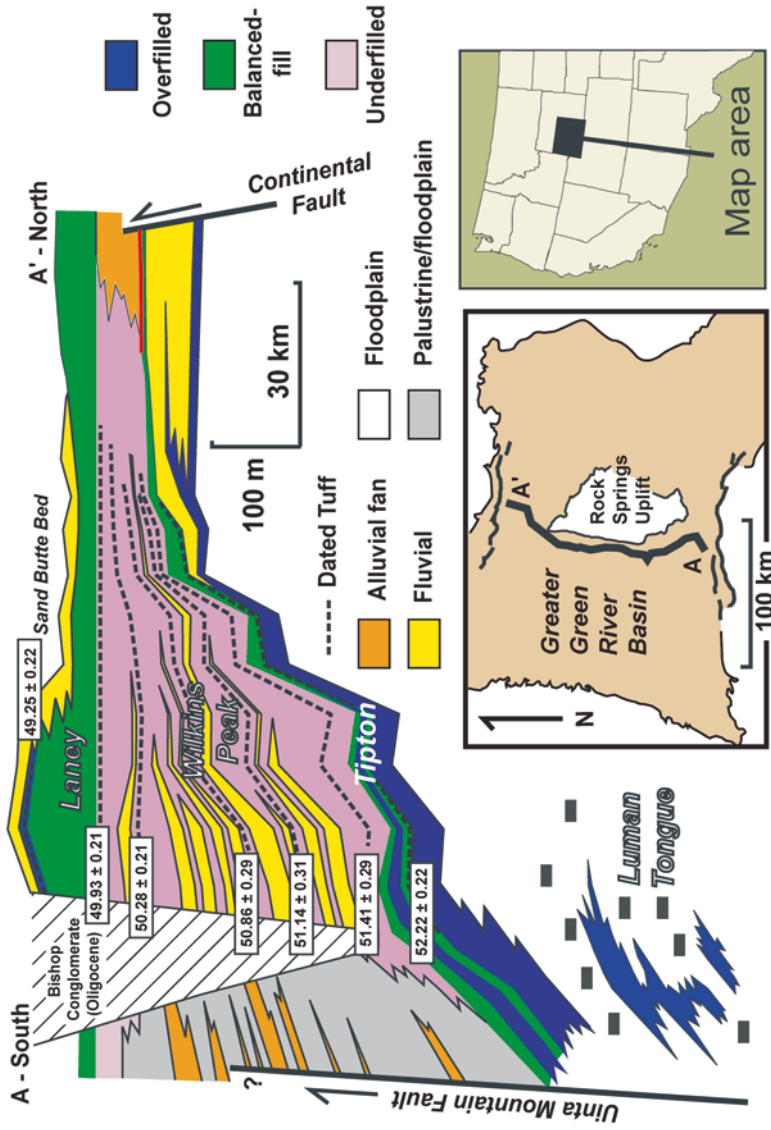 A - South
A' - North
Sand Butte Bed
49.25 ± 0.22
Laney
Bishop
Conglomerate
(Oligocene)
49.93 ± 0.21
50.28 ± 0.21
Wilkins
Peak
50.86 ± 0.29
51.14 ± 0.31
51.41 ± 0.29
52.22 ± 0.22
Tipton
Luman
Tongue
?
Uinta Mountain Fault
Continental
Fault
100 m
30 km
Overfilled
Balanced-
fill
Underfilled
Dated Tuff
Alluvial fan
Fluvial
Floodplain
Palustrine/floodplain
N
Greater
Green
River
Basin
A'
Rock
Springs
Uplift
A
100 km
Map area